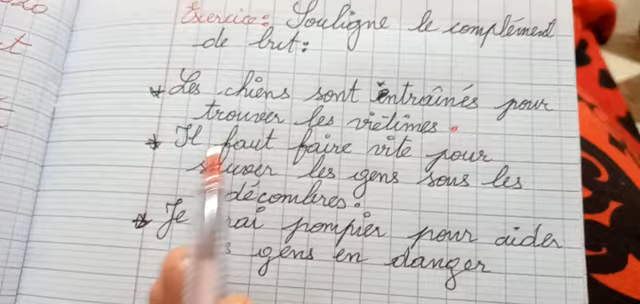 Exercice: Souligne le complément
de but:
* Les chiens sont entraînés pour
trouver les victimes.
* Il faut faire vite pour
sauver les gens sous les
décombres.
* Je pompier pour aider
gens en danger